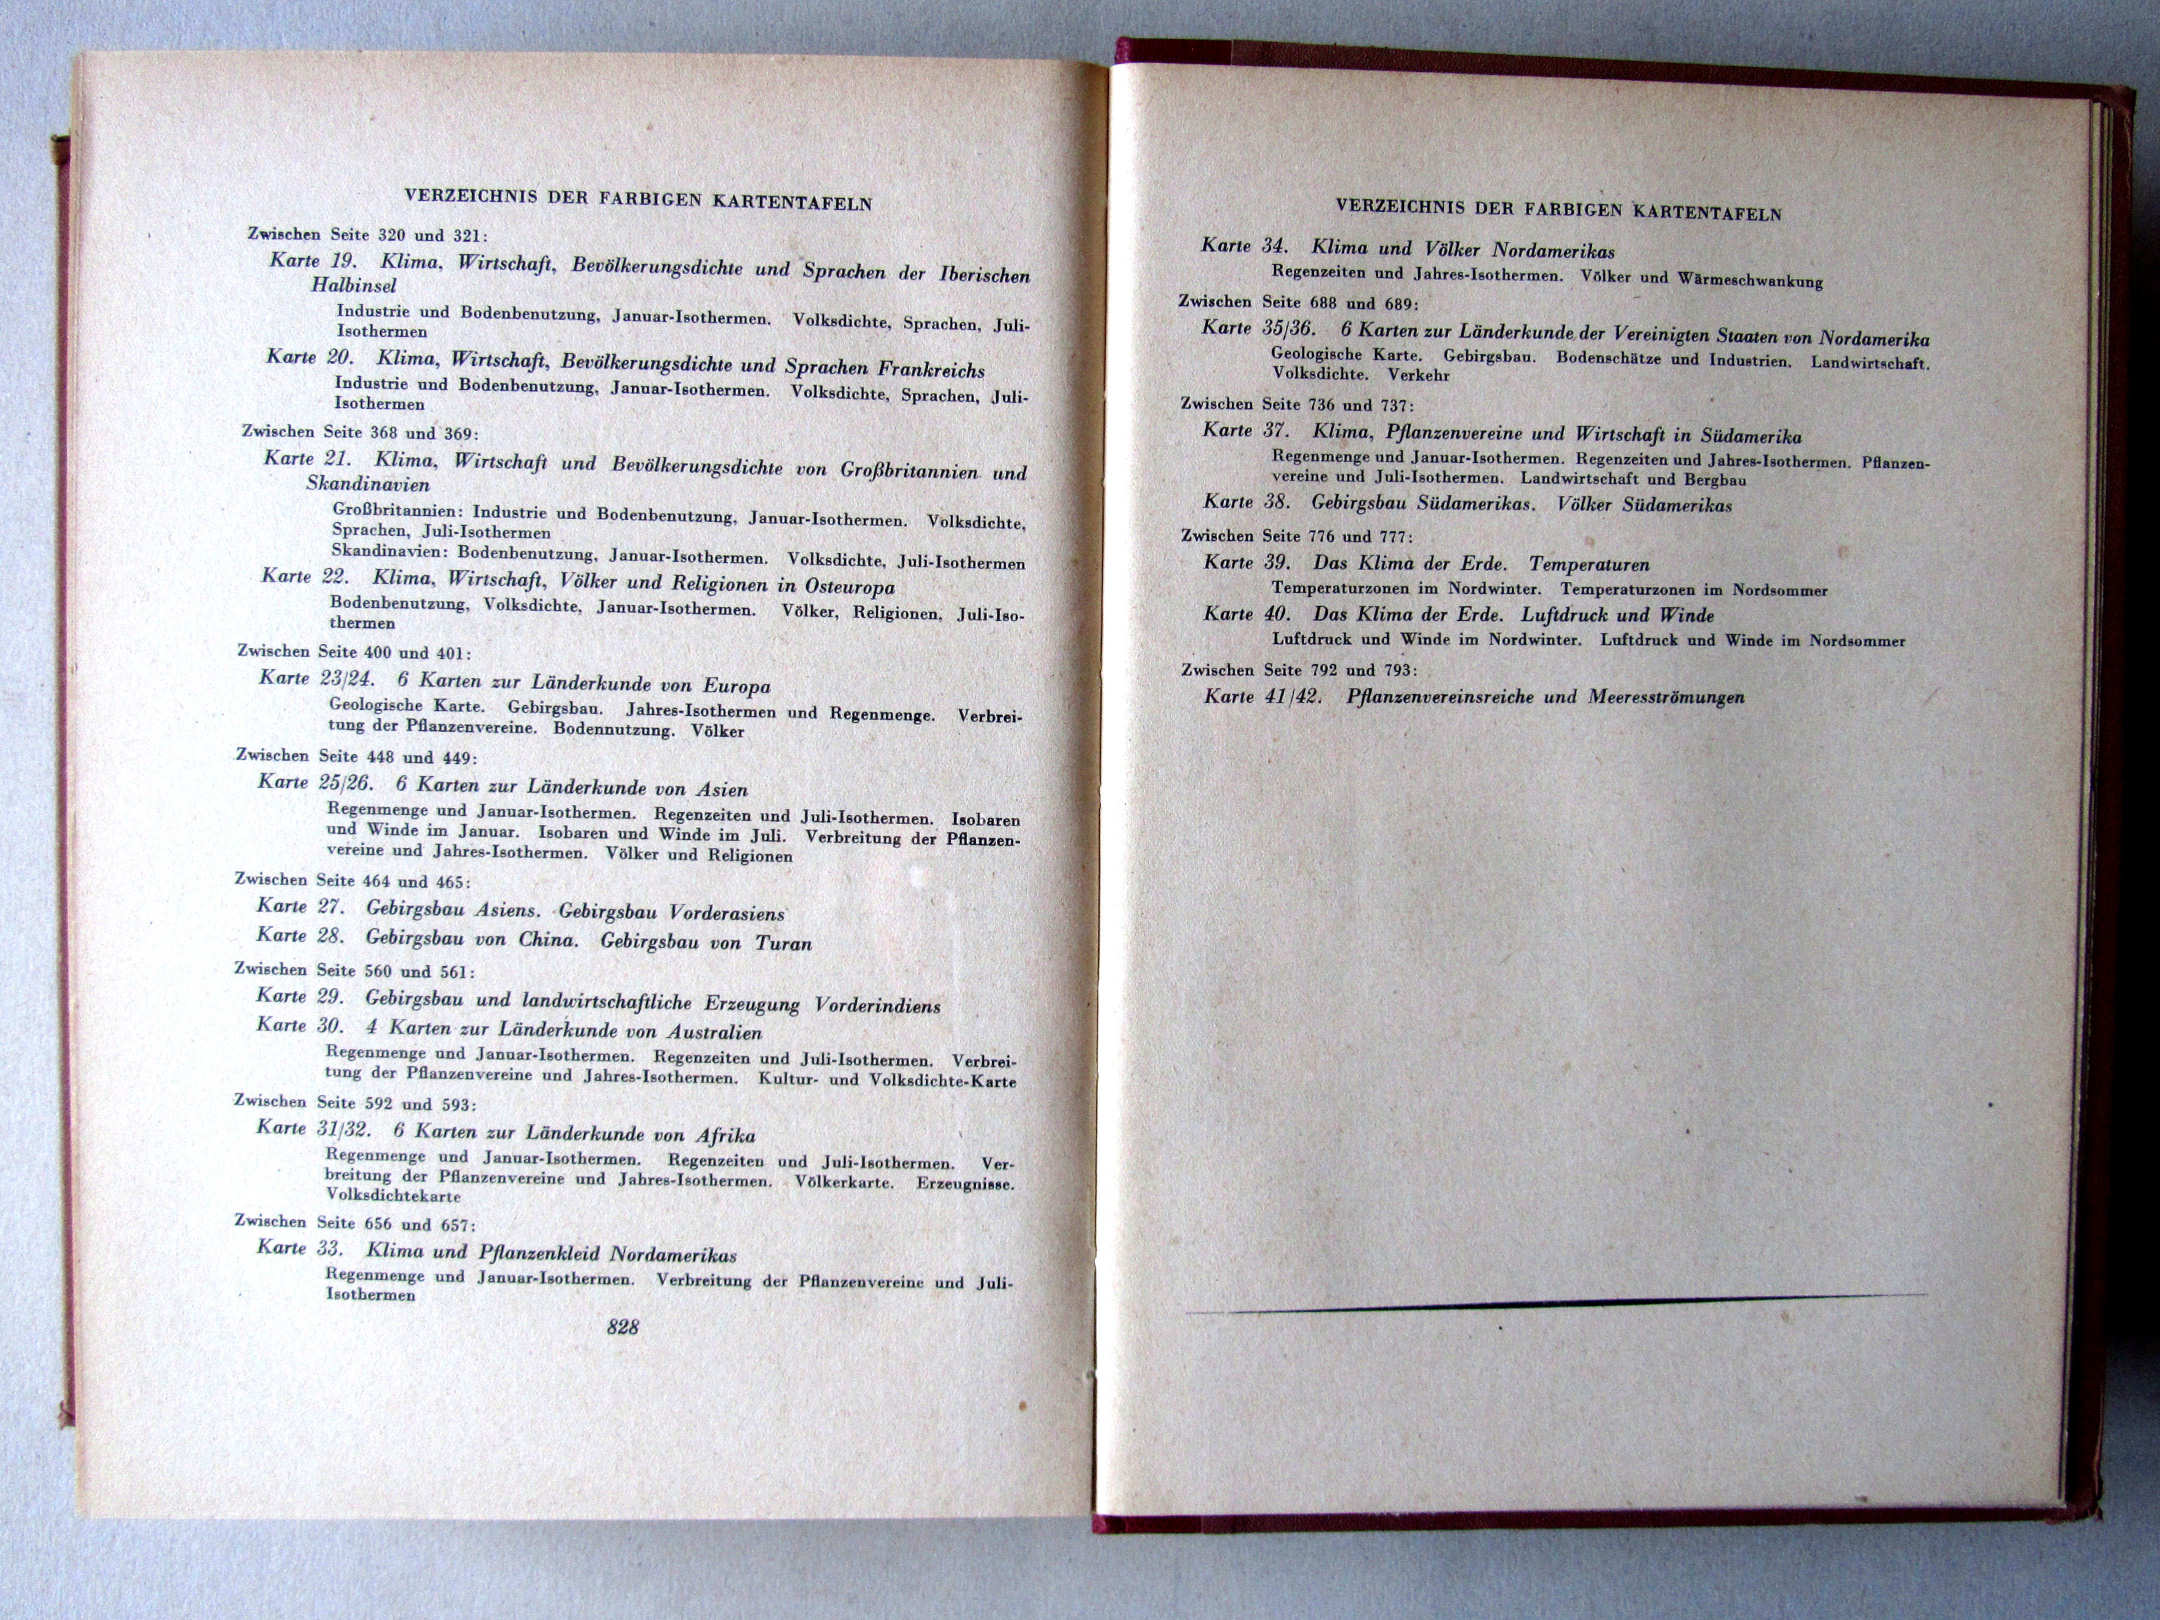 VERZEICHNIS DER FARBIGEN KARTENTAFELN
Zwischen Seite 320 und 321:
Karte 19. Klima, Wirtschaft, Bevölkerungsdichte und Sprachen der Iberischen
Halbinsel
Industrie und Bodenbenutzung, Januar-Isothermen. Volksdichte, Sprachen, Juli-
Isothermen
Karte 20. Klima, Wirtschaft, Bevölkerungsdichte und Sprachen Frankreichs
Industrie und Bodenbenutzung, Januar-Isothermen. Volksdichte, Sprachen, Juli-
Isothermen
Zwischen Seite 368 und 369:
Karte 21. Klima, Wirtschaft und Bevölkerungsdichte von Großbritannien und
Skandinavien
Großbritannien: Industrie und Bodenbenutzung, Januar-Isothermen. Volksdichte,
Sprachen, Juli-Isothermen
Skandinavien: Bodenbenutzung, Januar-Isothermen. Volksdichte, Juli-Isothermen
Karte 22. Klima, Wirtschaft, Völker und Religionen in Osteuropa
Bodenbenutzung, Volksdichte, Januar-Isothermen. Völker, Religionen, Juli-Iso-
thermen
Zwischen Seite 400 und 401:
Karte 23/24. 6 Karten zur Länderkunde von Europa
Geologische Karte. Gebirgsbau. Jahres-Isothermen und Regenmenge. Verbrei-
tung der Pflanzenvereine. Bodennutzung. Völker
Zwischen Seite 448 und 449:
Karte 25/26. 6 Karten zur Länderkunde von Asien
Regenmenge und Januar-Isothermen. Regenzeiten und Juli-Isothermen. Isobaren
und Winde im Januar. Isobaren und Winde im Juli. Verbreitung der Pflanzen-
vereine und Jahres-Isothermen. Völker und Religionen
Zwischen Seite 464 und 465:
Karte 27. Gebirgsbau Asiens. Gebirgsbau Vorderasiens
Karte 28. Gebirgsbau von China. Gebirgsbau von Turan
Zwischen Seite 560 und 561:
Karte 29. Gebirgsbau und landwirtschaftliche Erzeugung Vorderindiens
Karte 30. 4 Karten zur Länderkunde von Australien
Regenmenge und Januar-Isothermen. Regenzeiten und Juli-Isothermen. Verbrei-
tung der Pflanzenvereine und Jahres-Isothermen. Kultur- und Volksdichte-Karte
Zwischen Seite 592 und 593:
Karte 31/32. 6 Karten zur Länderkunde von Afrika
Regenmenge und Januar-Isothermen. Regenzeiten und Juli-Isothermen. Ver-
breitung der Pflanzenvereine und Jahres-Isothermen. Völkerkarte. Erzeugnisse.
Volksdichtekarte
Zwischen Seite 656 und 657:
Karte 33. Klima und Pflanzenkleid Nordamerikas
Regenmenge und Januar-Isothermen. Verbreitung der Pflanzenvereine und Juli-
Isothermen
828
VERZEICHNIS DER FARBIGEN KARTENTAFELN
Karte 34. Klima und Völker Nordamerikas
Regenzeiten und Jahres-Isothermen. Völker und Wärmeschwankung
Zwischen Seite 688 und 689:
Karte 35/36. 6 Karten zur Länderkunde der Vereinigten Staaten von Nordamerika
Geologische Karte. Gebirgsbau. Bodenschätze und Industrien. Landwirtschaft.
Volksdichte. Verkehr
Zwischen Seite 736 und 737:
Karte 37. Klima, Pflanzenvereine und Wirtschaft in Südamerika
Regenmenge und Januar-Isothermen. Regenzeiten und Jahres-Isothermen. Pflanzen-
vereine und Juli-Isothermen. Landwirtschaft und Bergbau
Karte 38. Gebirgsbau Südamerikas. Völker Südamerikas
Zwischen Seite 776 und 777:
Karte 39. Das Klima der Erde. Temperaturen
Temperaturzonen im Nordwinter. Temperaturzonen im Nordsommer
Karte 40. Das Klima der Erde. Luftdruck und Winde
Luftdruck und Winde im Nordwinter. Luftdruck und Winde im Nordsommer
Zwischen Seite 792 und 793:
Karte 41/42. Pflanzenvereinsreiche und Meeresströmungen